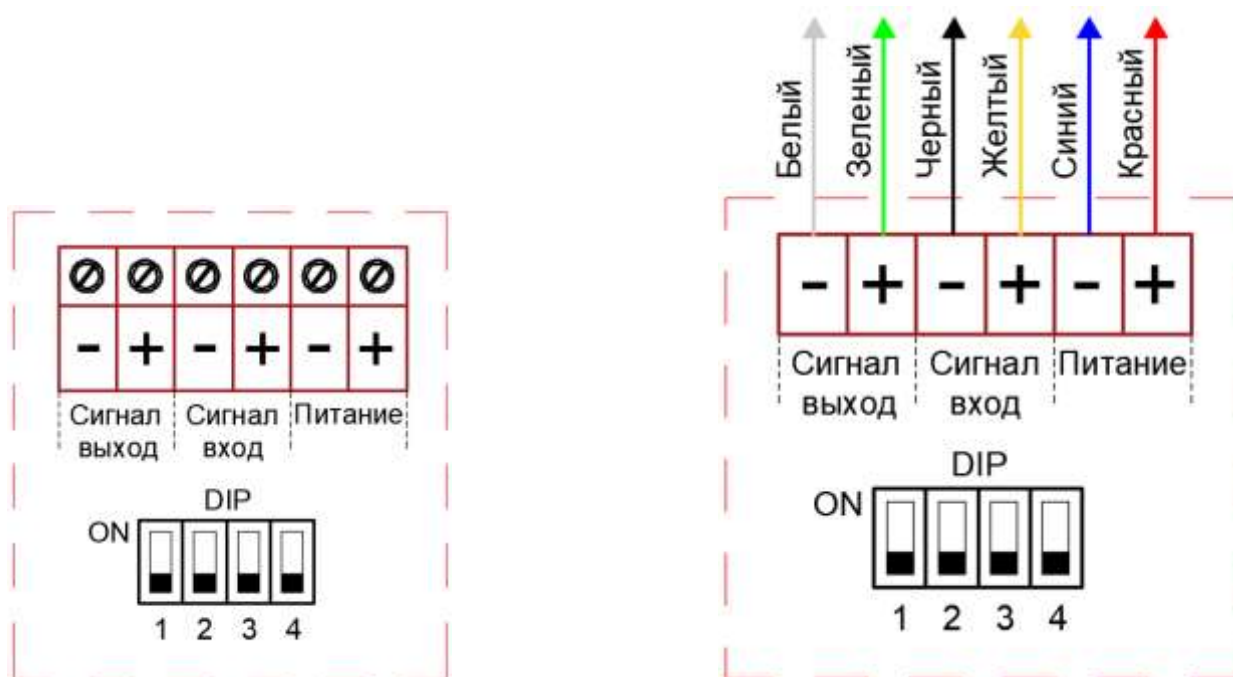 - + - + - +
Сигнал выход
Сигнал вход
Питание
DIP
ON
1 2 3 4
Белый
Зеленый
Черный
Желтый
Синий
Красный
- + - + - +
Сигнал выход
Сигнал вход
Питание
DIP
ON
1 2 3 4